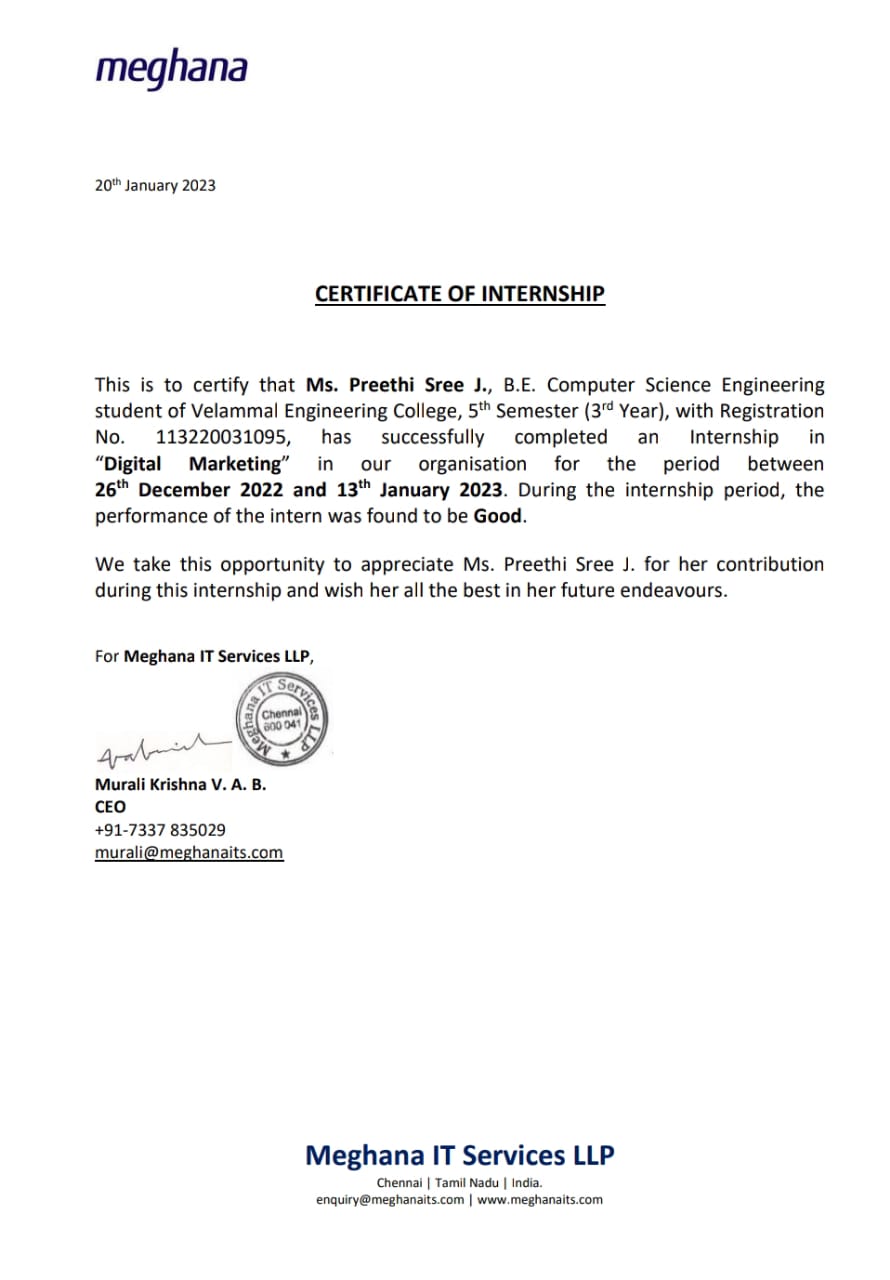 meghana
20th January 2023
CERTIFICATE OF INTERNSHIP
This is to certify that Ms. Preethi Sree J., B.E. Computer Science Engineering
student of Velammal Engineering College, 5th Semester (3rd Year), with Registration
No. 113220031095, has successfully completed an Internship in
“Digital Marketing” in our organisation for the period between
26th December 2022 and 13th January 2023. During the internship period, the
performance of the intern was found to be Good.
We take this opportunity to appreciate Ms. Preethi Sree J. for her contribution
during this internship and wish her all the best in her future endeavours.
For Meghana IT Services LLP,
Meghana IT Services LLP
Chennai
600 041
Murali Krishna V. A. B.
CEO
+91-7337 835029
murali@meghanaits.com
Meghana IT Services LLP
Chennai | Tamil Nadu | India.
enquiry@meghanaits.com | www.meghanaits.com